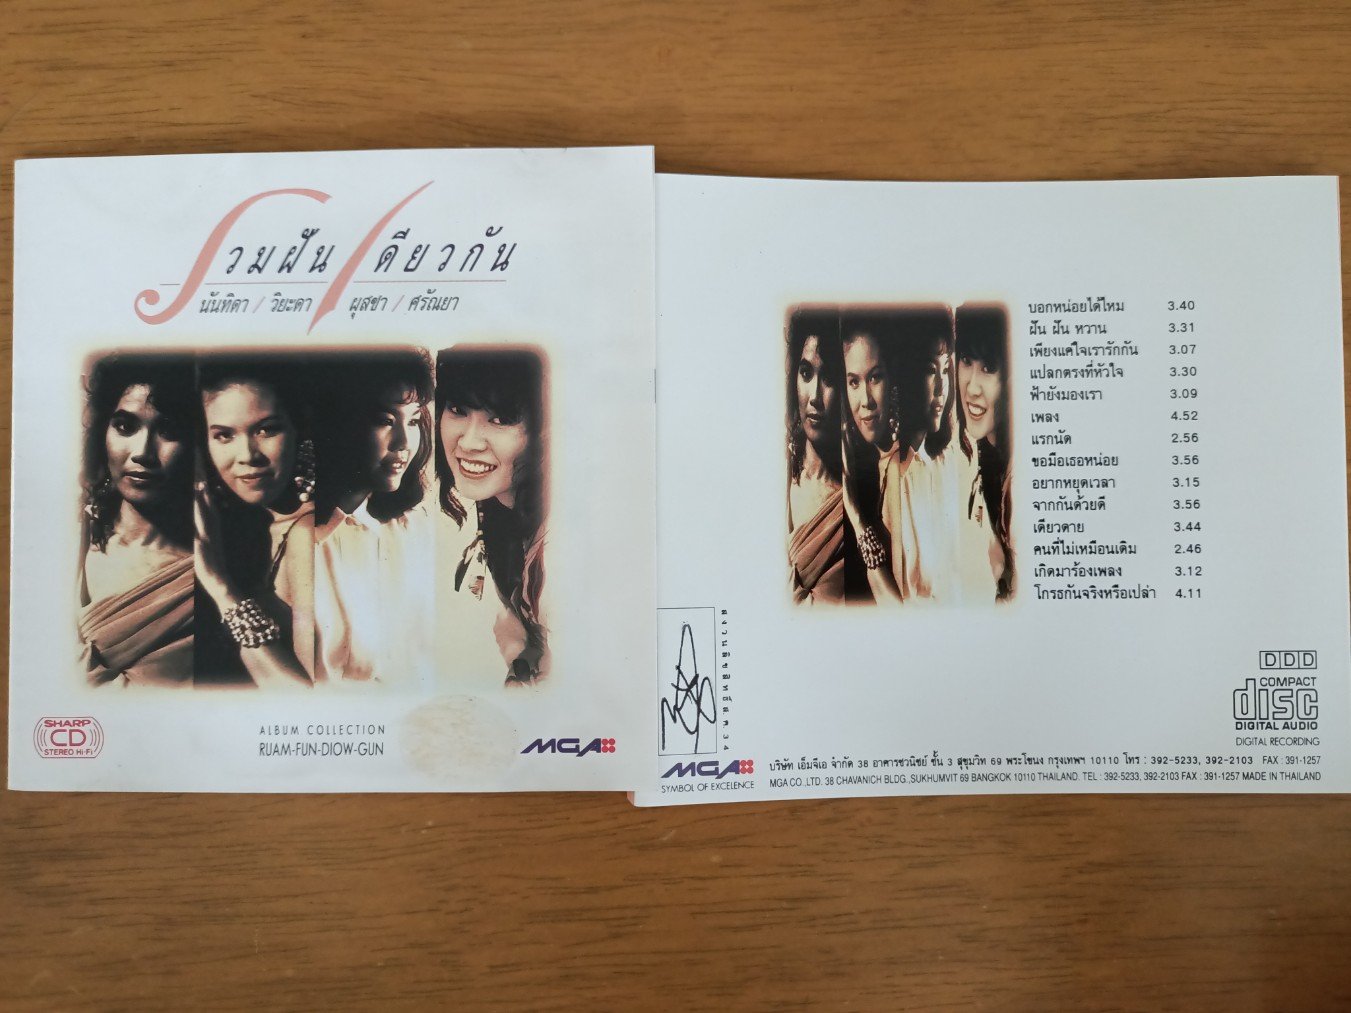 รวมฝันเดียวกัน
นันทิดา / วิยะดา / ผุสชา / ศรัณยา
SHARP
CD
STEREO Hi-Fi
ALBUM COLLECTION
RUAM-FUN-DIOW-GUN
MGA
บอกหน่อยได้ไหม 3.40
ฝัน ฝัน หวาน 3.31
เพียงแค่ใจเรารักกัน 3.07
แปลกตรงที่หัวใจ 3.30
ฟ้ายังมองเรา 3.09
เพลง 4.52
แรกนัด 2.56
ขอมือเธอหน่อย 3.56
อยากหยุดเวลา 3.15
จากกันด้วยดี 3.56
เดียวดาย 3.44
คนที่ไม่เหมือนเดิม 2.46
เกิดมาร้องเพลง 3.12
โกรธกันจริงหรือเปล่า 4.11
สงวนลิขสิทธิ์ส.ค.34
MGA
SYMBOL OF EXCELENCE
DDD
COMPACT
disc
DIGITAL AUDIO
DIGITAL RECORDING
บริษัท เอ็มจีเอ จำกัด 38 อาคารชวนิชย์ ชั้น 3 สุขุมวิท 69 พระโขนง กรุงเทพฯ 10110 โทร : 392-5233, 392-2103 FAX : 391-1257
MGA CO.,LTD. 38 CHAVANICH BLDG.,SUKHUMVIT 69 BANGKOK 10110 THAILAND. TEL : 392-5233, 392-2103 FAX : 391-1257 MADE IN THAILAND